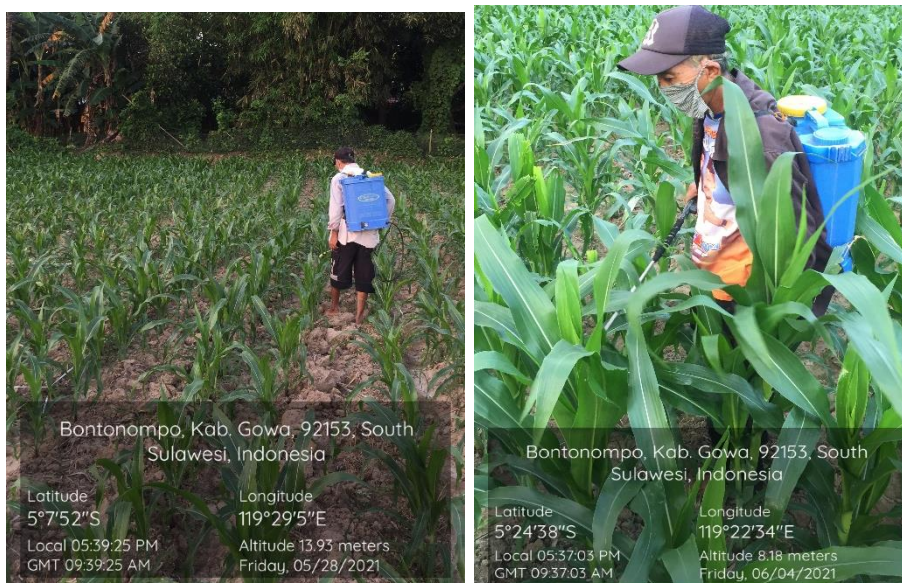 Bontonompo, Kab. Gowa, 92153, South
Sulawesi, Indonesia
Latitude
5°7'52"S
Longitude
119°29'5"E
Local 05:39:25 PM
GMT 09:39:25 AM
Altitude 13.93 meters
Friday, 05/28/2021
Bontonompo, Kab. Gowa, 92153, South
Sulawesi, Indonesia
Latitude
5°24'38"S
Longitude
119°22'34"E
Local 05:37:03 PM
GMT 09:37:03 AM
Altitude 8.18 meters
Friday, 06/04/2021